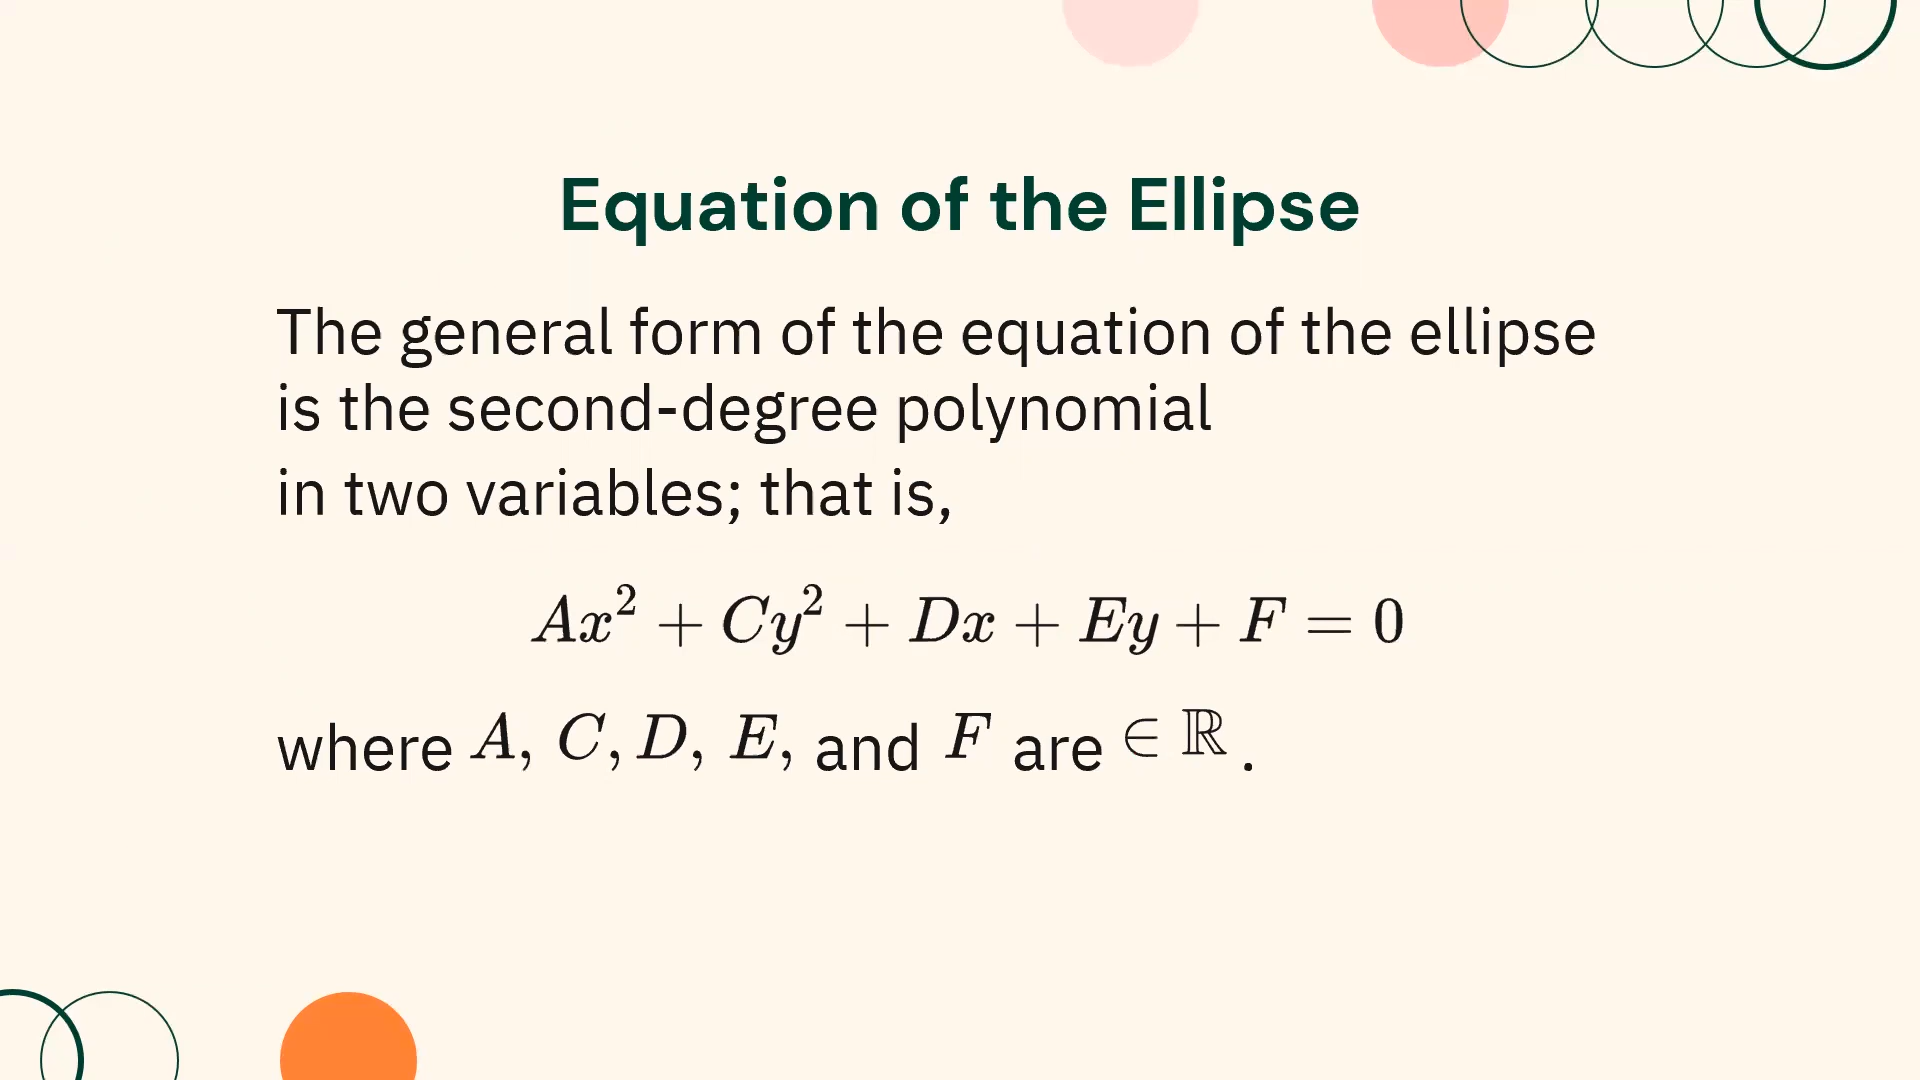 Equation of the Ellipse
The general form of the equation of the ellipse
is the second-degree polynomial
in two variables; that is,
Ax² + Cy² + Dx + Ey + F = 0
where A, C, D, E, and F are ∈ ℝ .